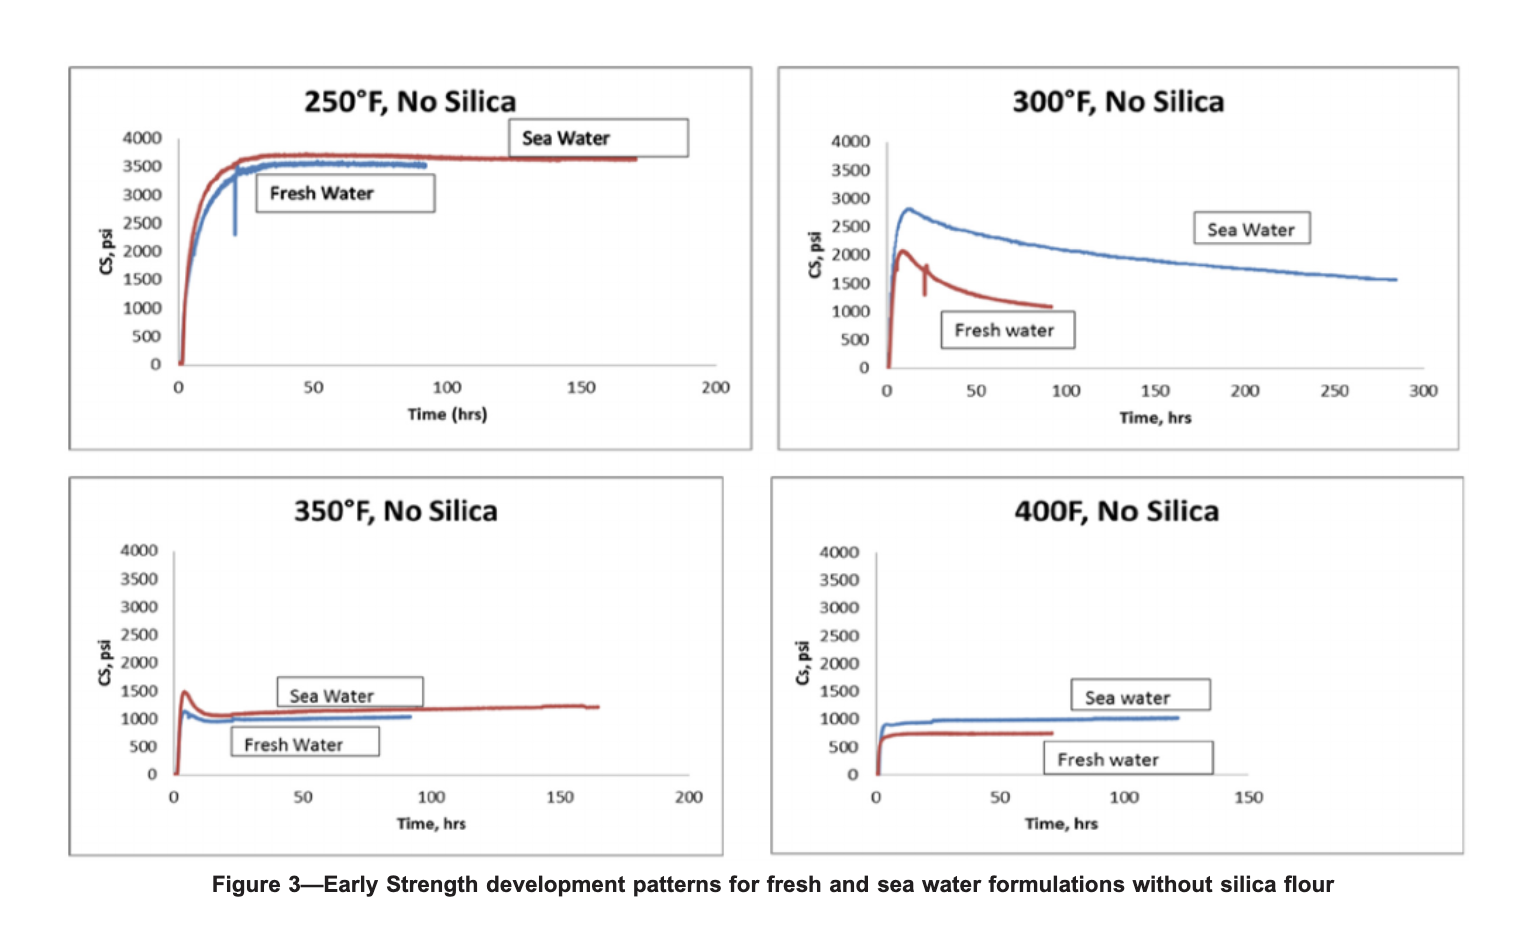 250°F, No Silica
Sea Water
Fresh Water
4000
3500
3000
2500
2000
1500
1000
500
0
CS, psi
0 50 100 150 200
Time (hrs)
300°F, No Silica
4000
3500
3000
2500
2000
1500
1000
500
0
CS, psi
Sea Water
Fresh water
0 50 100 150 200 250 300
Time, hrs
350°F, No Silica
4000
3500
3000
2500
2000
1500
1000
500
0
CS, psi
Sea Water
Fresh Water
0 50 100 150 200
Time, hrs
400F, No Silica
4000
3500
3000
2500
2000
1500
1000
500
0
Cs, psi
Sea water
Fresh water
0 50 100 150
Time, hrs
Figure 3—Early Strength development patterns for fresh and sea water formulations without silica flour